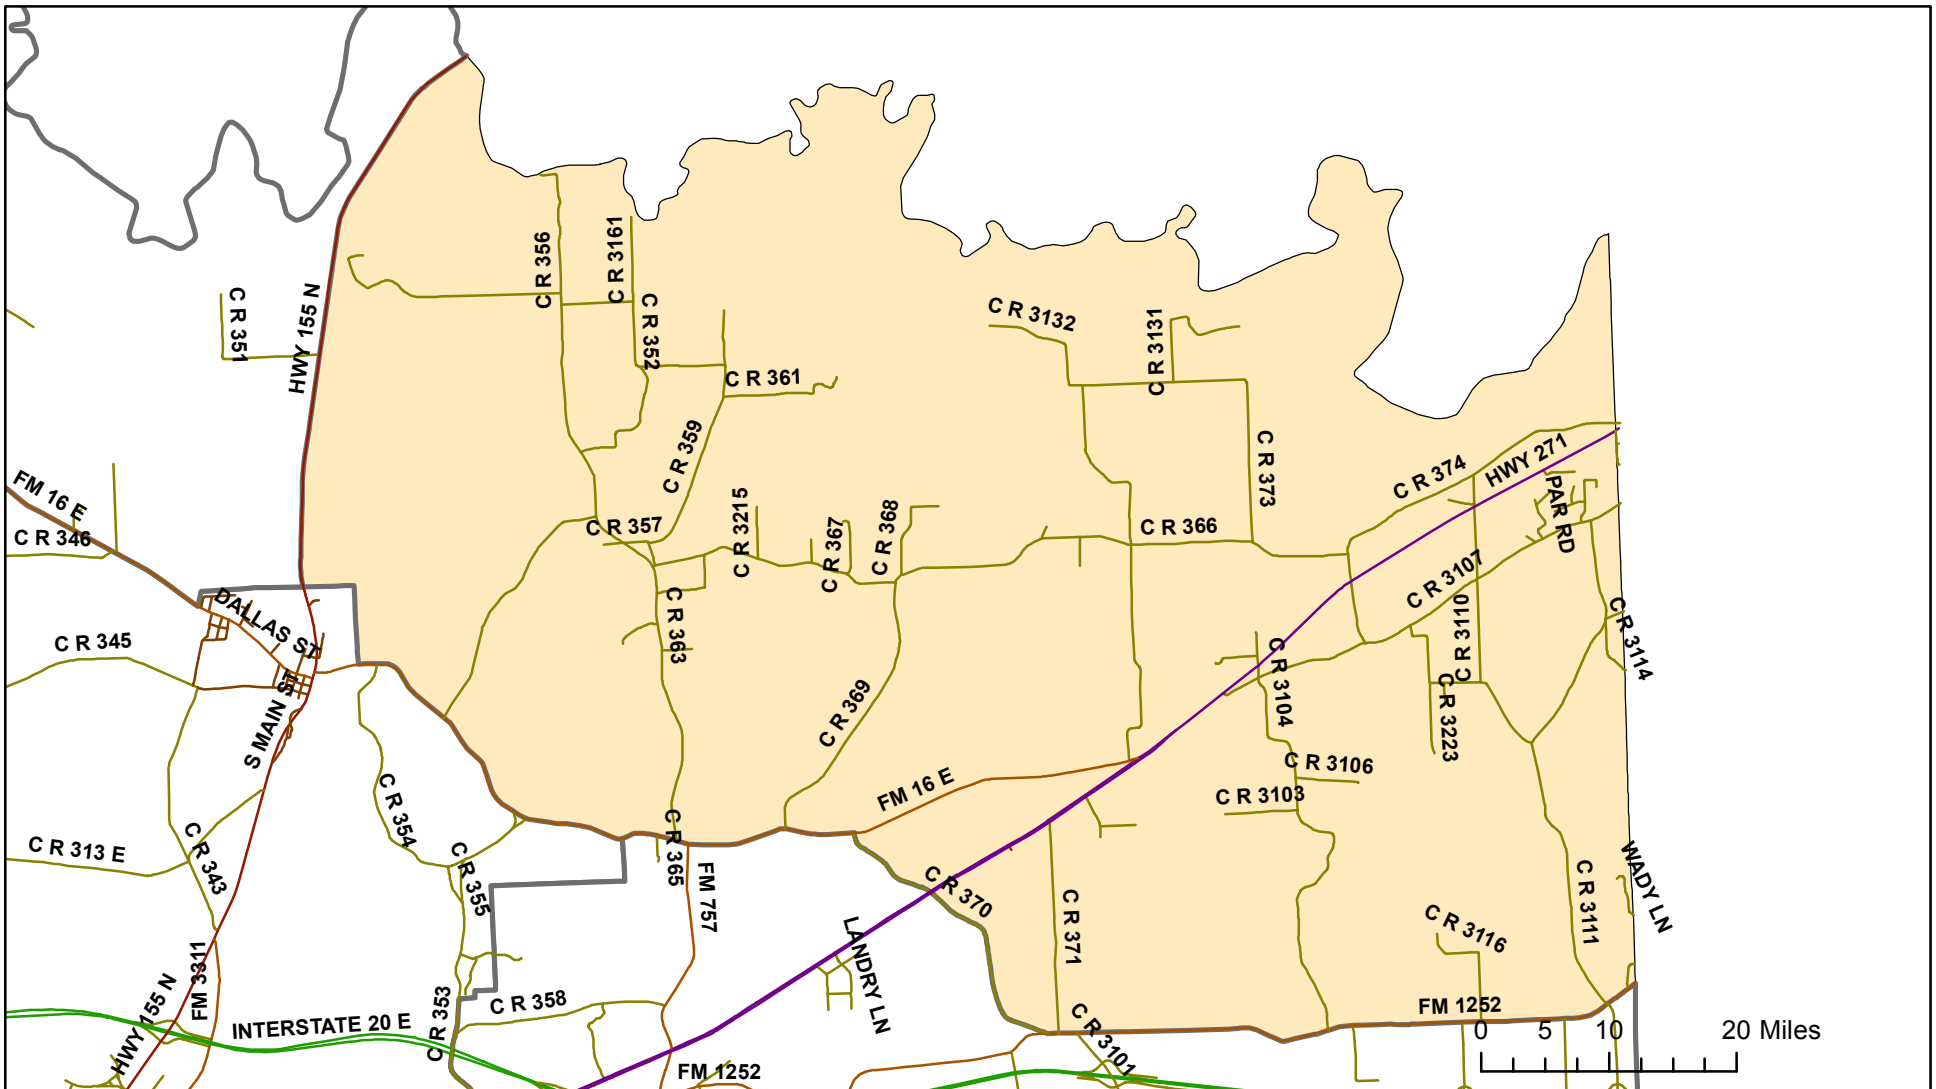 C R 356
C R 3161
C R 351
HWY 155 N
C R 352
C R 3132
C R 3131
C R 361
C R 359
C R 373
C R 374
HWY 271
FM 16 E
C R 346
C R 357
C R 3215
C R 367
C R 368
C R 366
PAR RD
C R 3107
DALLAS ST
C R 363
C R 3110
C R 3114
C R 345
S MAIN ST
C R 369
C R 3104
C R 3223
C R 3106
FM 16 E
C R 3103
C R 354
C R 365
C R 313 E
C R 343
C R 355
FM 757
C R 370
C R 371
C R 3111
WADY LN
C R 3116
LANDRY LN
FM 3311
HWY 155 N
INTERSTATE 20 E
C R 353
C R 358
C R 3101
FM 1252
FM 1252
0 5 10 20 Miles